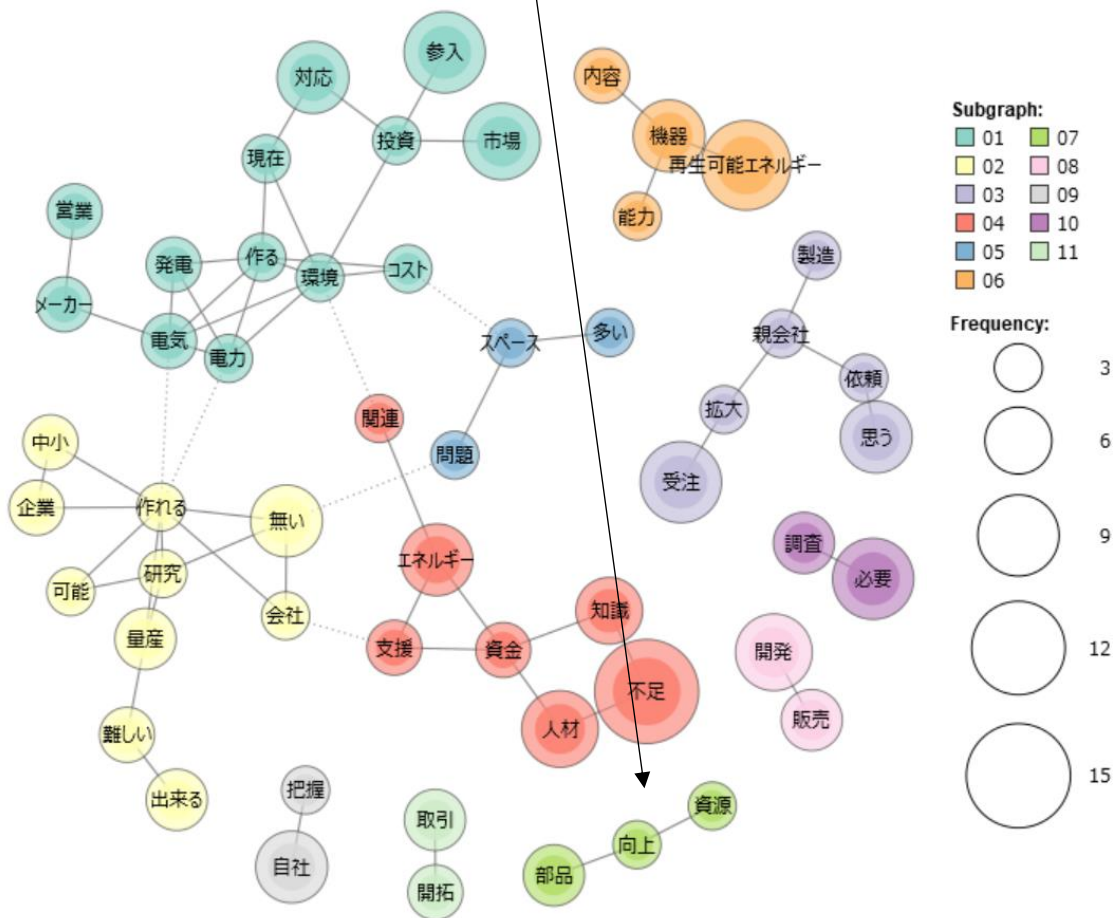 参入
対応
内容
投資
市場
機器
現在
再生可能エネルギー
営業
能力
発電
作る
環境
コスト
製造
メーカー
電気
電力
スペース
多い
親会社
関連
拡大
依頼
中小
問題
思う
受注
企業
作れる
無い
調査
エネルギー
必要
可能
研究
会社
知識
量産
支援
資金
開発
不足
難しい
人材
販売
出来る
把握
取引
資源
向上
自社
部品
開拓
Subgraph:
01 07
02 08
03 09
04 10
05 11
06
Frequency:
3
6
9
12
15